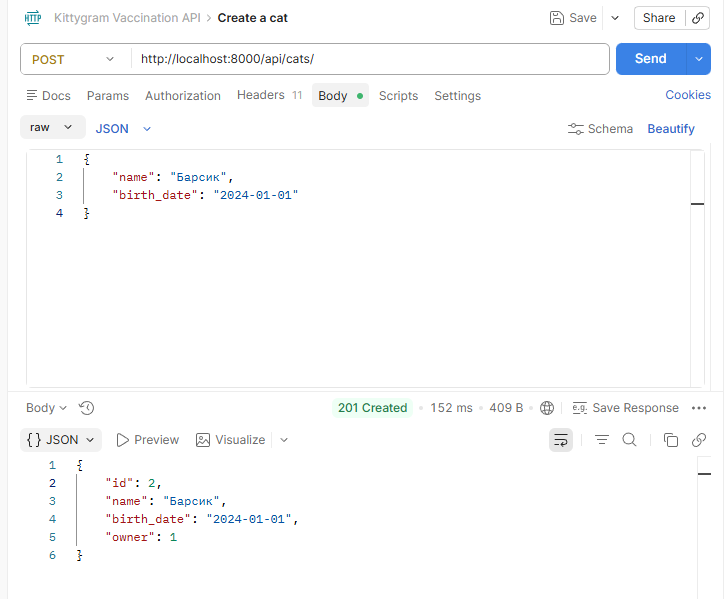 HTTP Kittygram Vaccination API > Create a cat Save Share
POST http://localhost:8000/api/cats/ Send
Docs Params Authorization Headers 11 Body Scripts Settings Cookies
raw JSON Schema Beautify
1 {
2 "name": "Барсик",
3 "birth_date": "2024-01-01"
4 }
Body 201 Created • 152 ms • 409 B e.g. Save Response
{} JSON Preview Visualize
1 {
2 "id": 2,
3 "name": "Барсик",
4 "birth_date": "2024-01-01",
5 "owner": 1
6 }